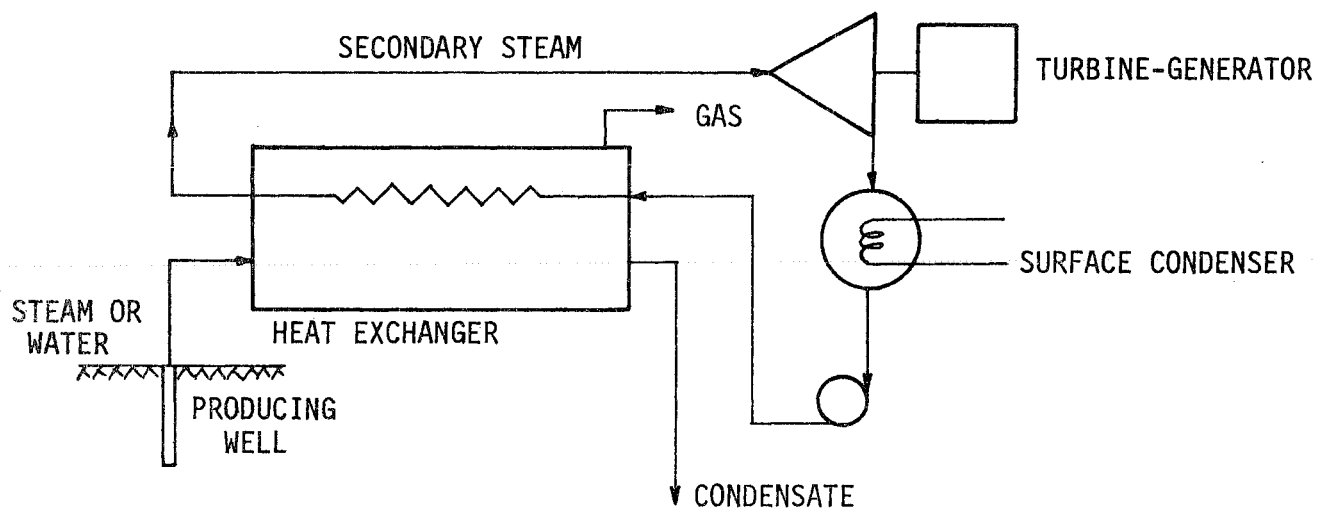 SECONDARY STEAM
TURBINE-GENERATOR
GAS
SURFACE CONDENSER
STEAM OR
WATER
HEAT EXCHANGER
PRODUCING
WELL
CONDENSATE